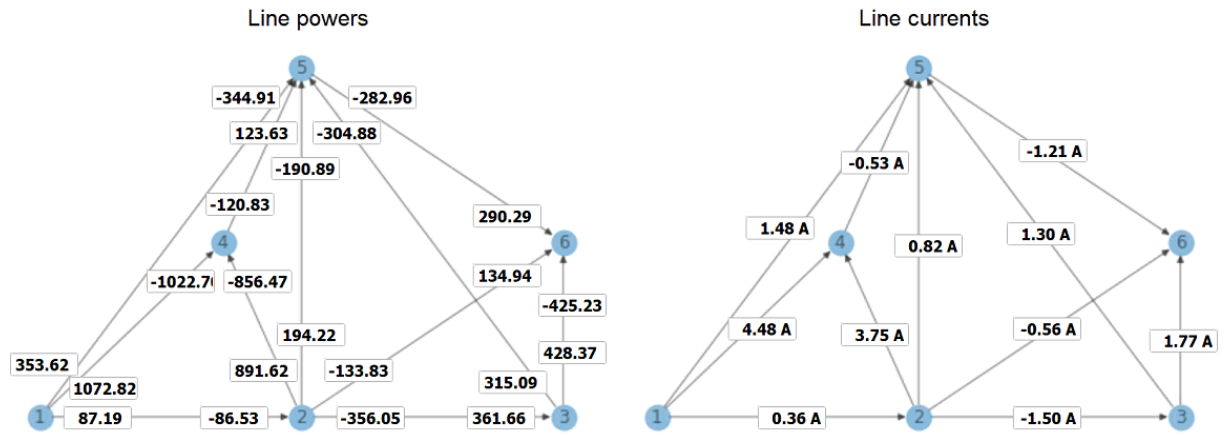 Line powers
Line currents
5
5
-344.91
-282.96
123.63
-304.88
-190.89
-0.53 A
-1.21 A
-120.83
290.29
1.48 A
4
6
4
0.82 A
1.30 A
6
-856.47
134.94
-425.23
194.22
4.48 A
3.75 A
-0.56 A
1.77 A
353.62
1072.82
891.62
-133.83
315.09
428.37
1
87.19
-86.53
2
-356.05
361.66
3
1
0.36 A
2
-1.50 A
3